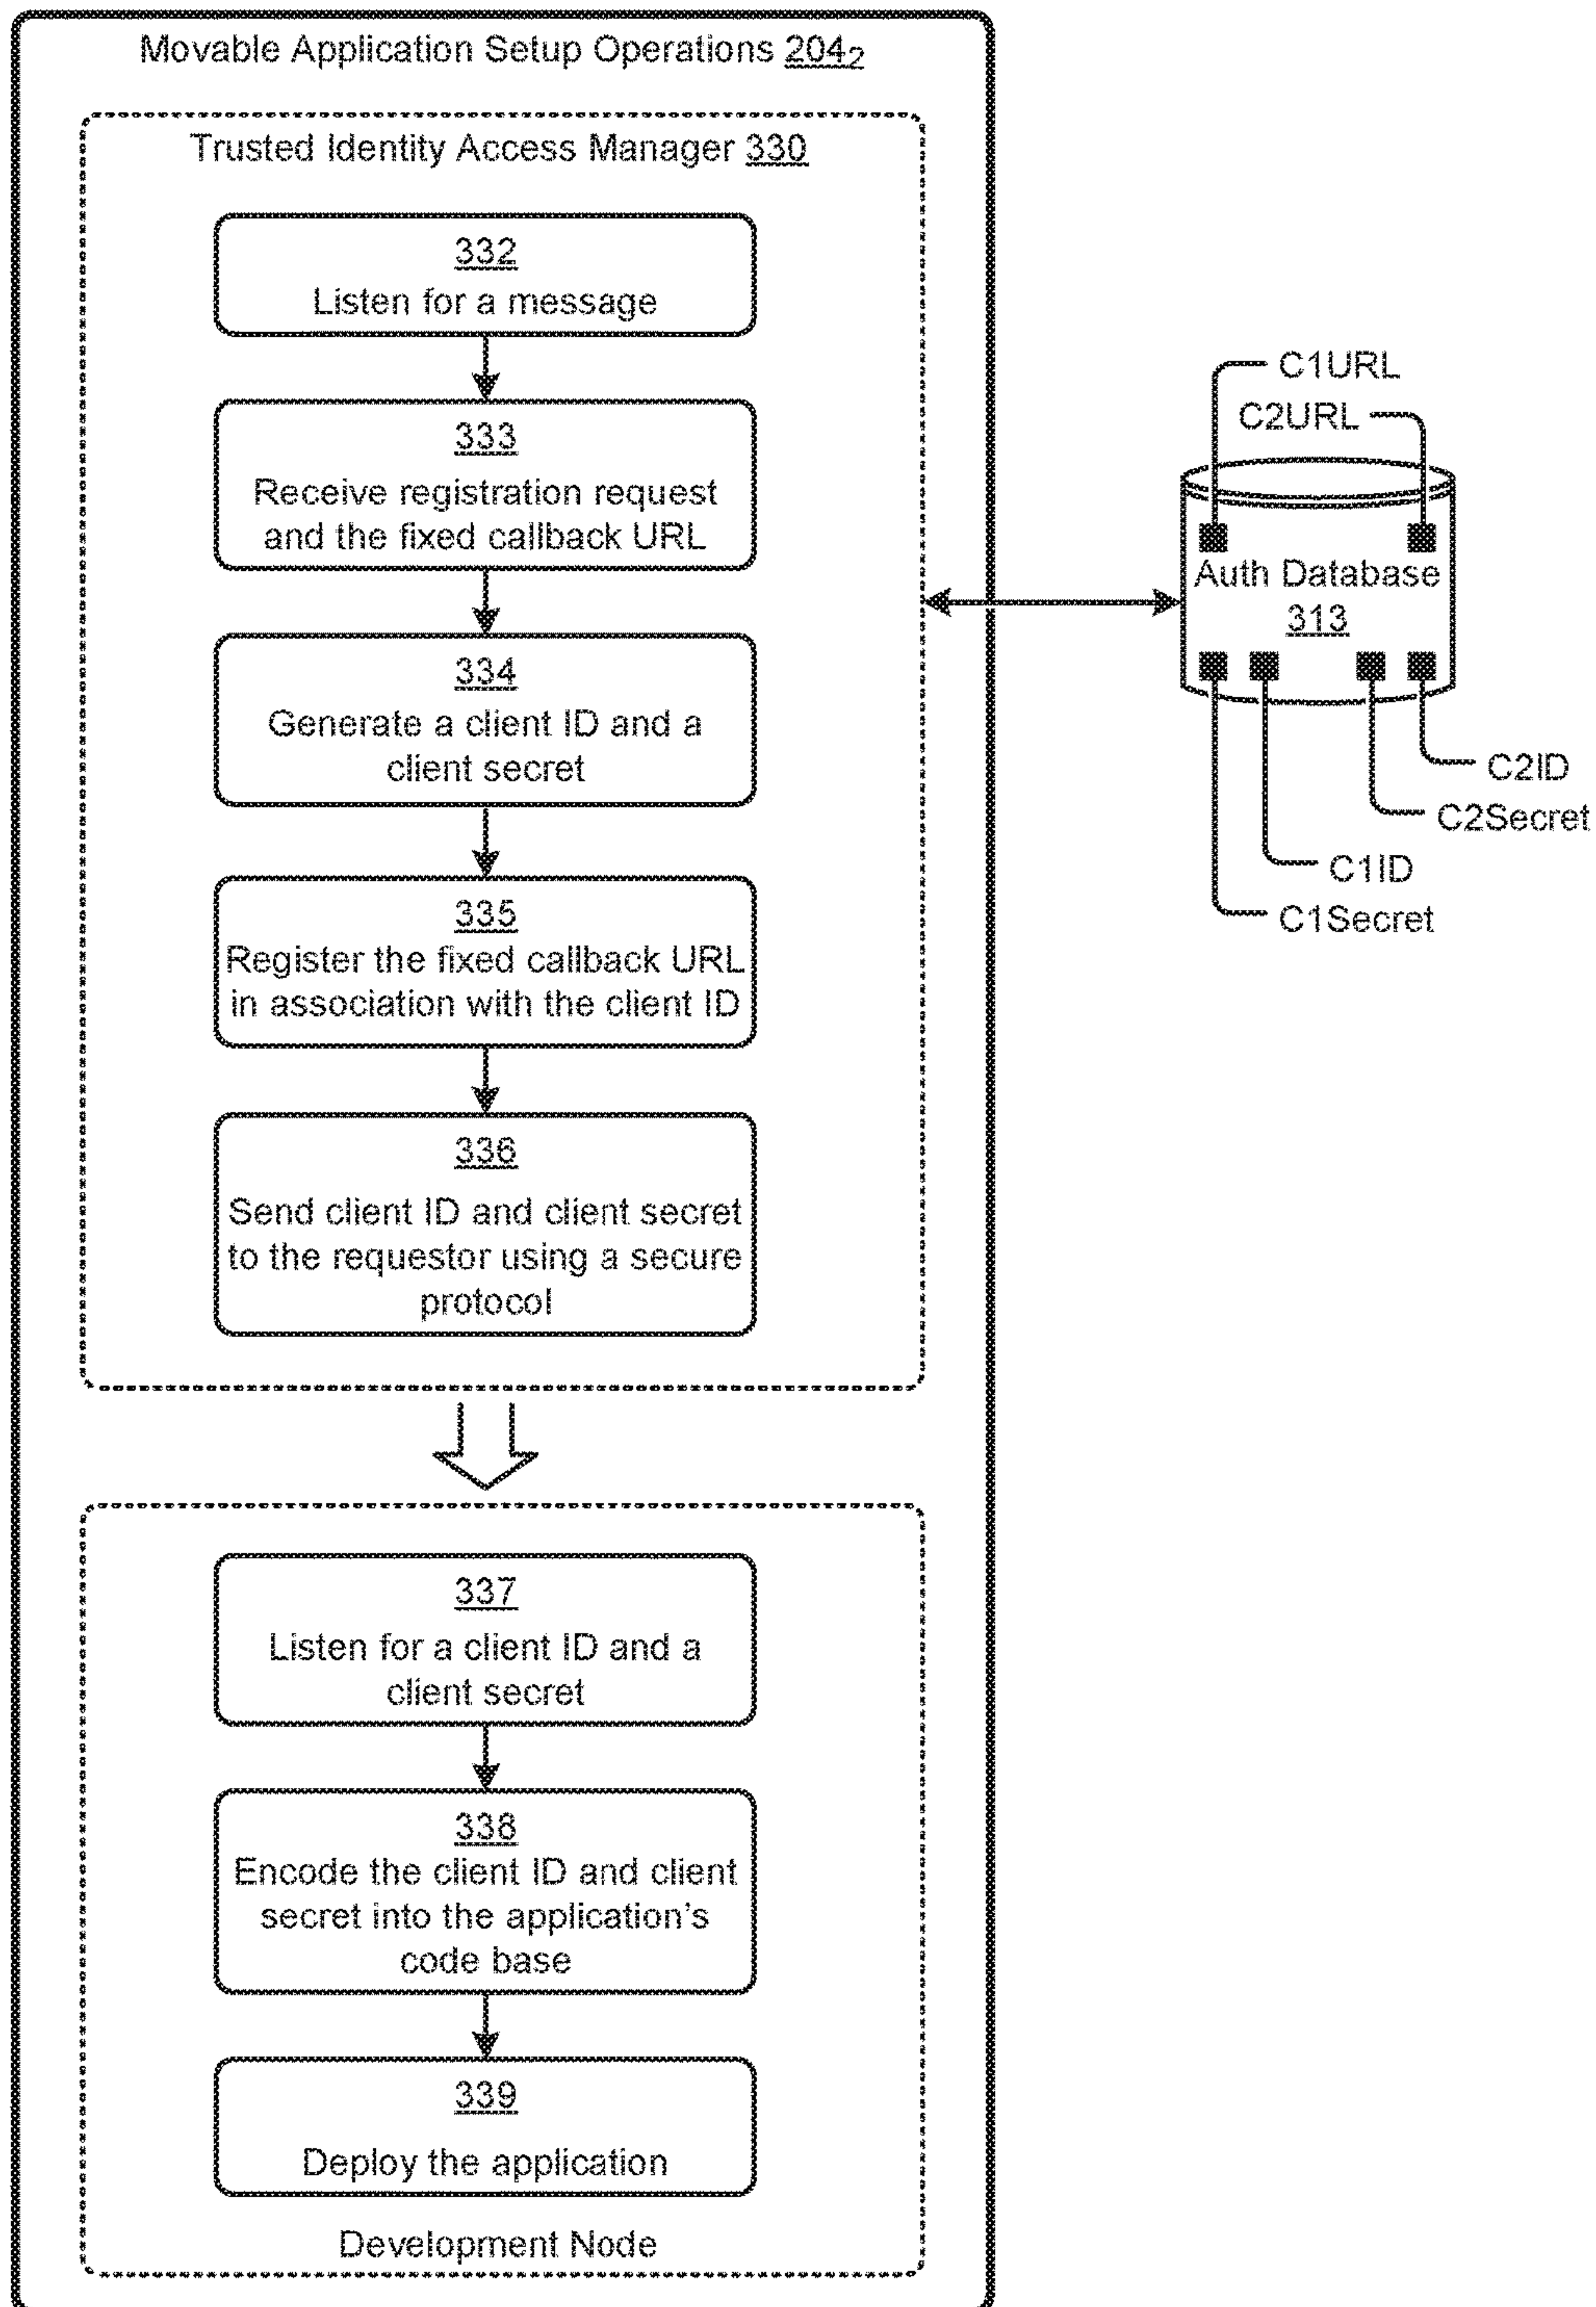 Movable Application Setup Operations 204₂
Trusted Identity Access Manager 330
332
Listen for a message
333
Receive registration request
and the fixed callback URL
334
Generate a client ID and a
client secret
335
Register the fixed callback URL
in association with the client ID
336
Send client ID and client secret
to the requestor using a secure
protocol
C1URL
C2URL
Auth Database
313
C2ID
C2Secret
C1ID
C1Secret
337
Listen for a client ID and a
client secret
338
Encode the client ID and client
secret into the application's
code base
339
Deploy the application
Development Node